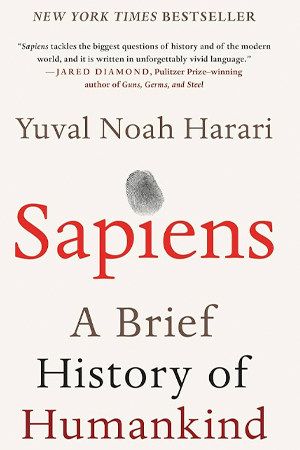 NEW YORK TIMES BESTSELLER
"Sapiens tackles the biggest questions of history and of the modern
world, and it is written in unforgettably vivid language."
—JARED DIAMOND, Pulitzer Prize–winning
author of Guns, Germs, and Steel
Yuval Noah Harari
Sapiens
A Brief
History of
Humankind